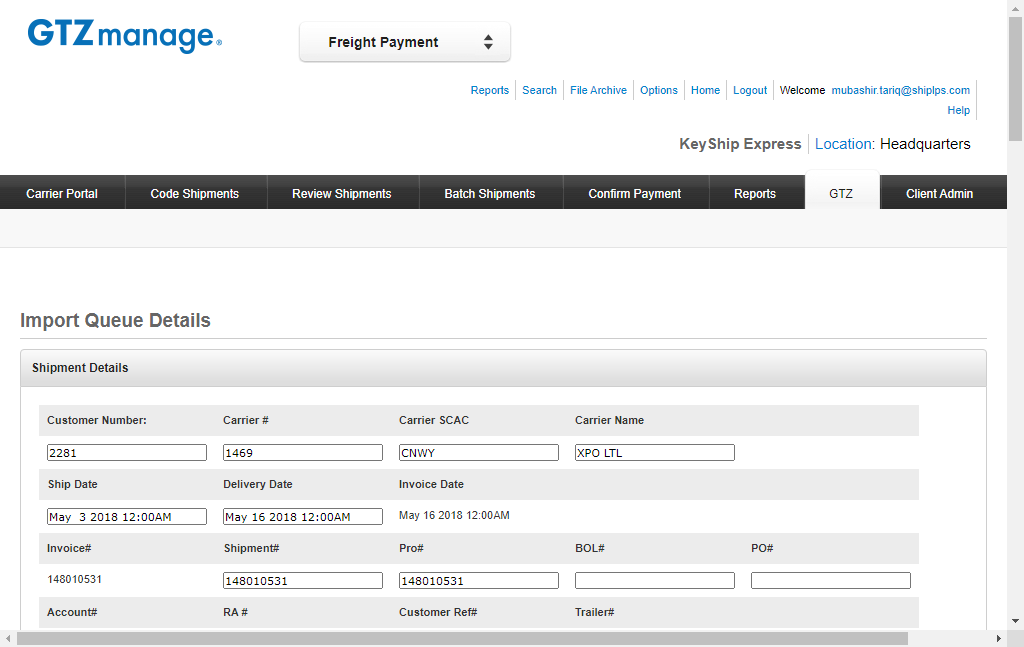 GTZmanage®
Freight Payment
Reports Search File Archive Options Home Logout Welcome mubashir.tariq@shiplps.com
Help
KeyShip Express Location: Headquarters
Carrier Portal Code Shipments Review Shipments Batch Shipments Confirm Payment Reports GTZ Client Admin
Import Queue Details
Shipment Details
Customer Number: Carrier # Carrier SCAC Carrier Name
2281 1469 CNWY XPO LTL
Ship Date Delivery Date Invoice Date
May 3 2018 12:00AM May 16 2018 12:00AM May 16 2018 12:00AM
Invoice# Shipment# Pro# BOL# PO#
148010531 148010531 148010531
Account# RA # Customer Ref# Trailer#